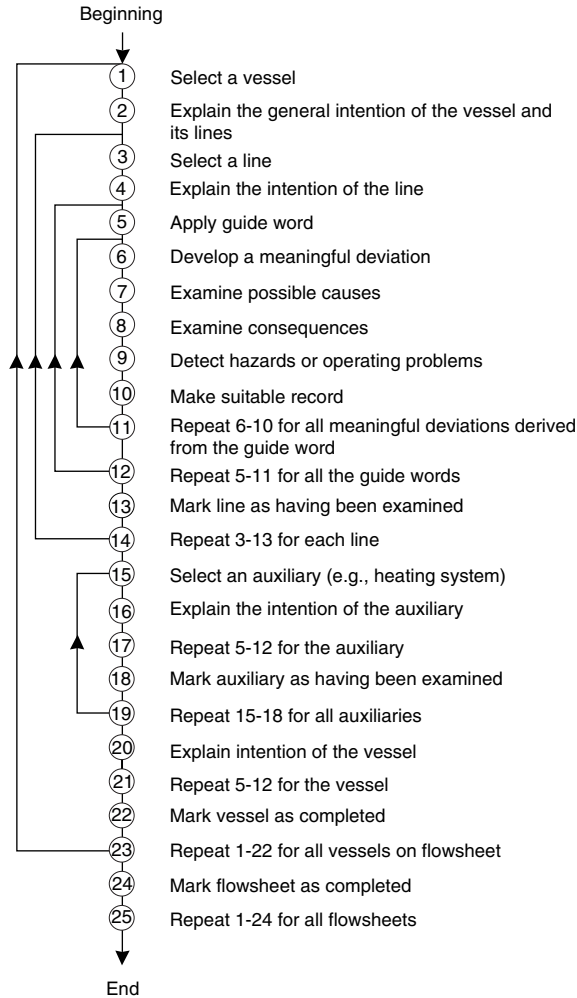 Beginning
1 Select a vessel
2 Explain the general intention of the vessel and
its lines
3 Select a line
4 Explain the intention of the line
5 Apply guide word
6 Develop a meaningful deviation
7 Examine possible causes
8 Examine consequences
9 Detect hazards or operating problems
10 Make suitable record
11 Repeat 6-10 for all meaningful deviations derived
from the guide word
12 Repeat 5-11 for all the guide words
13 Mark line as having been examined
14 Repeat 3-13 for each line
15 Select an auxiliary (e.g., heating system)
16 Explain the intention of the auxiliary
17 Repeat 5-12 for the auxiliary
18 Mark auxiliary as having been examined
19 Repeat 15-18 for all auxiliaries
20 Explain intention of the vessel
21 Repeat 5-12 for the vessel
22 Mark vessel as completed
23 Repeat 1-22 for all vessels on flowsheet
24 Mark flowsheet as completed
25 Repeat 1-24 for all flowsheets
End